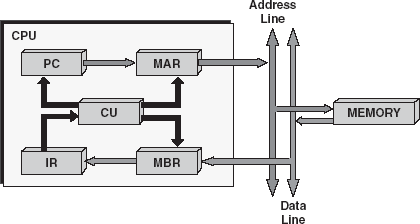 Address
Line
CPU
PC
MAR
CU
MEMORY
IR
MBR
Data
Line